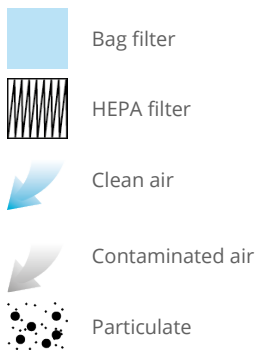 Bag filter
HEPA filter
Clean air
Contaminated air
Particulate